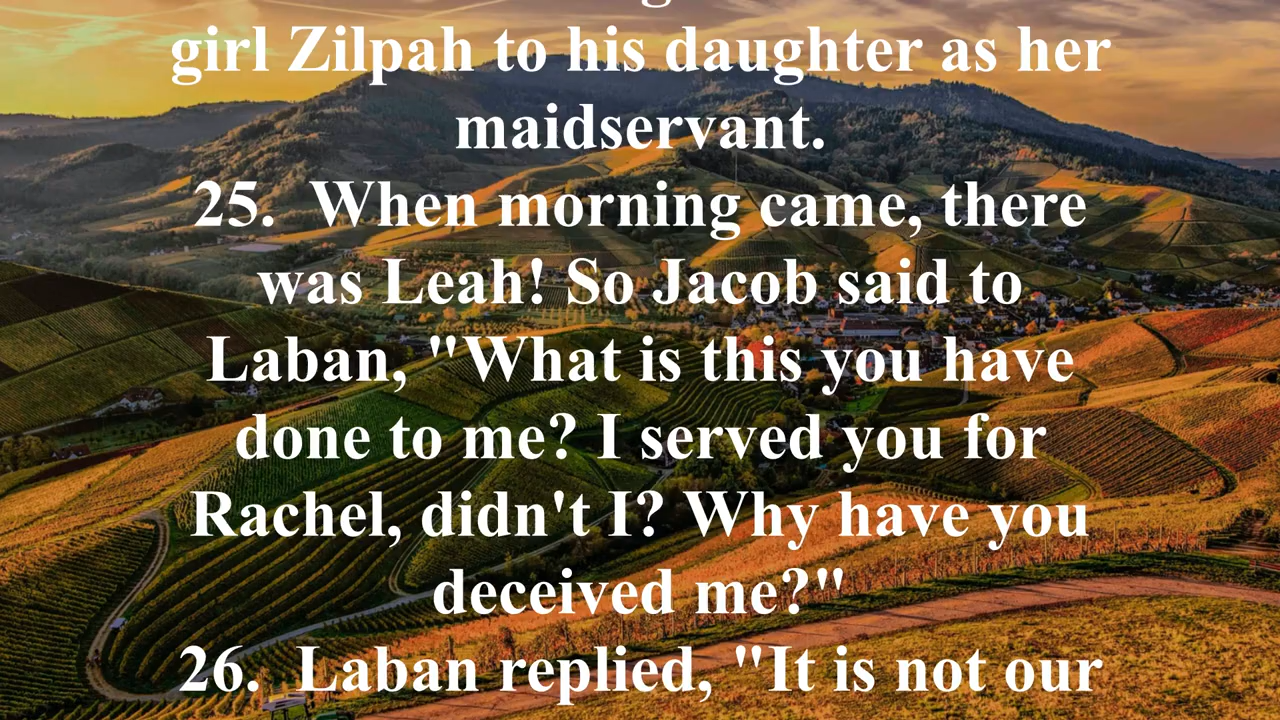 girl Zilpah to his daughter as her
maidservant.
25. When morning came, there
was Leah! So Jacob said to
Laban, "What is this you have
done to me? I served you for
Rachel, didn't I? Why have you
deceived me?"
26. Laban replied, "It is not our